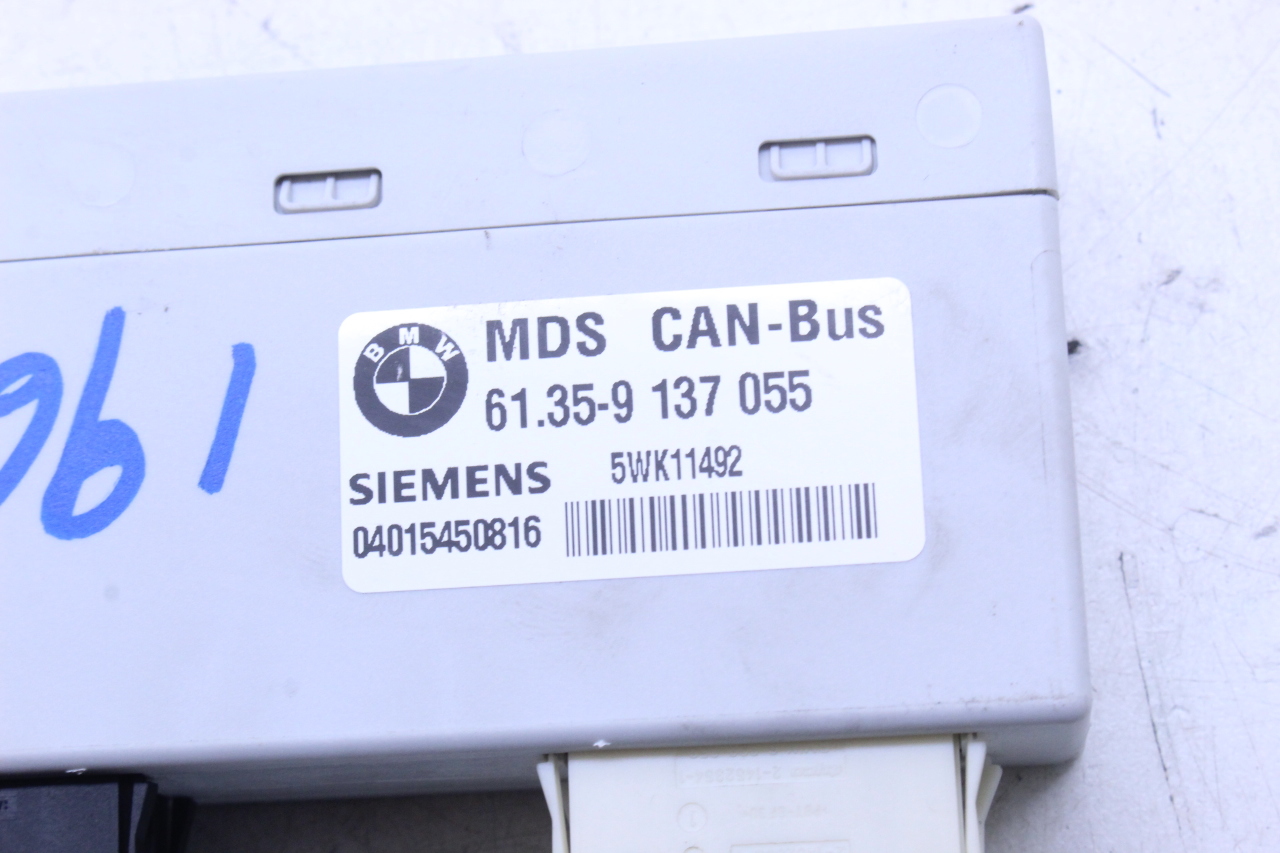 MDS CAN-Bus
BMW
61.35-9 137 055
5WK11492
SIEMENS
04015450816
961